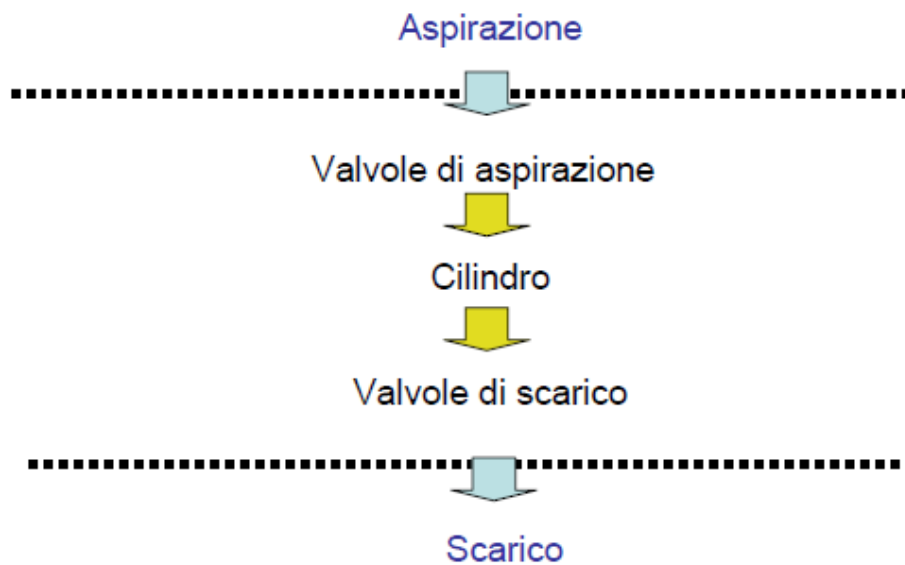 Aspirazione
Valvole di aspirazione
Cilindro
Valvole di scarico
Scarico